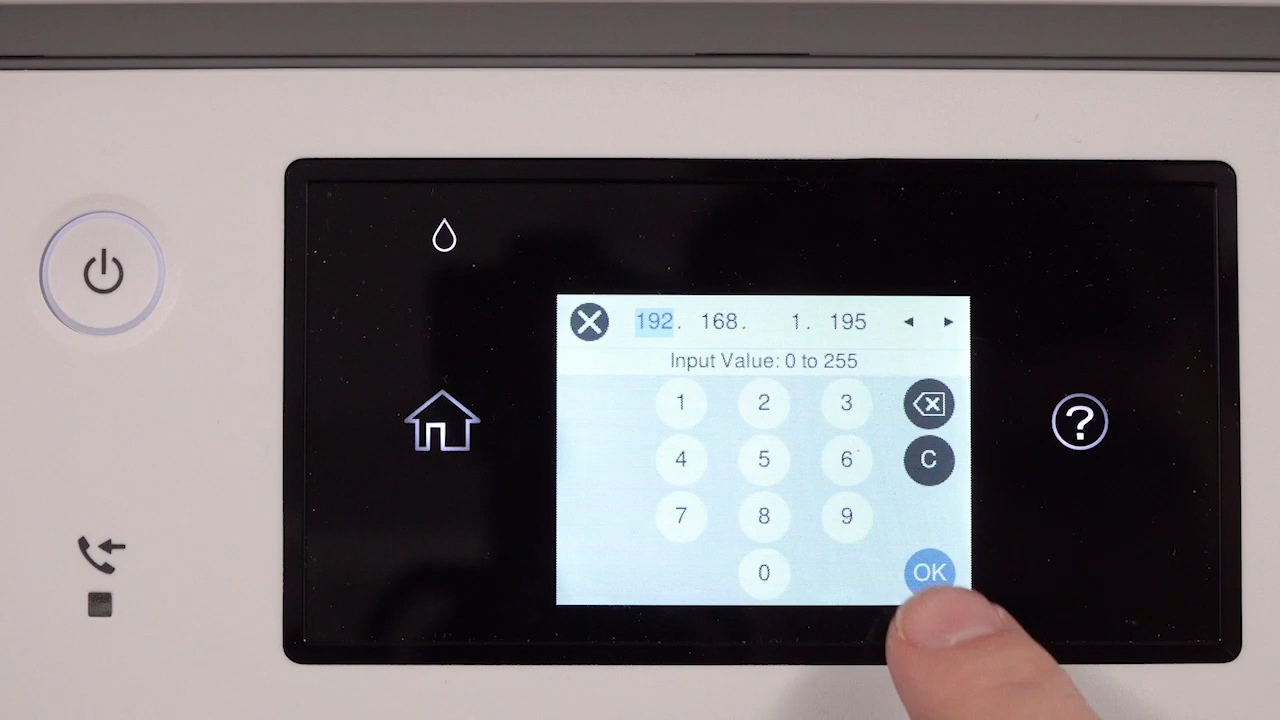 192. 168. 1. 195
Input Value: 0 to 255
1 2 3
4 5 6 C
7 8 9
0 OK
?